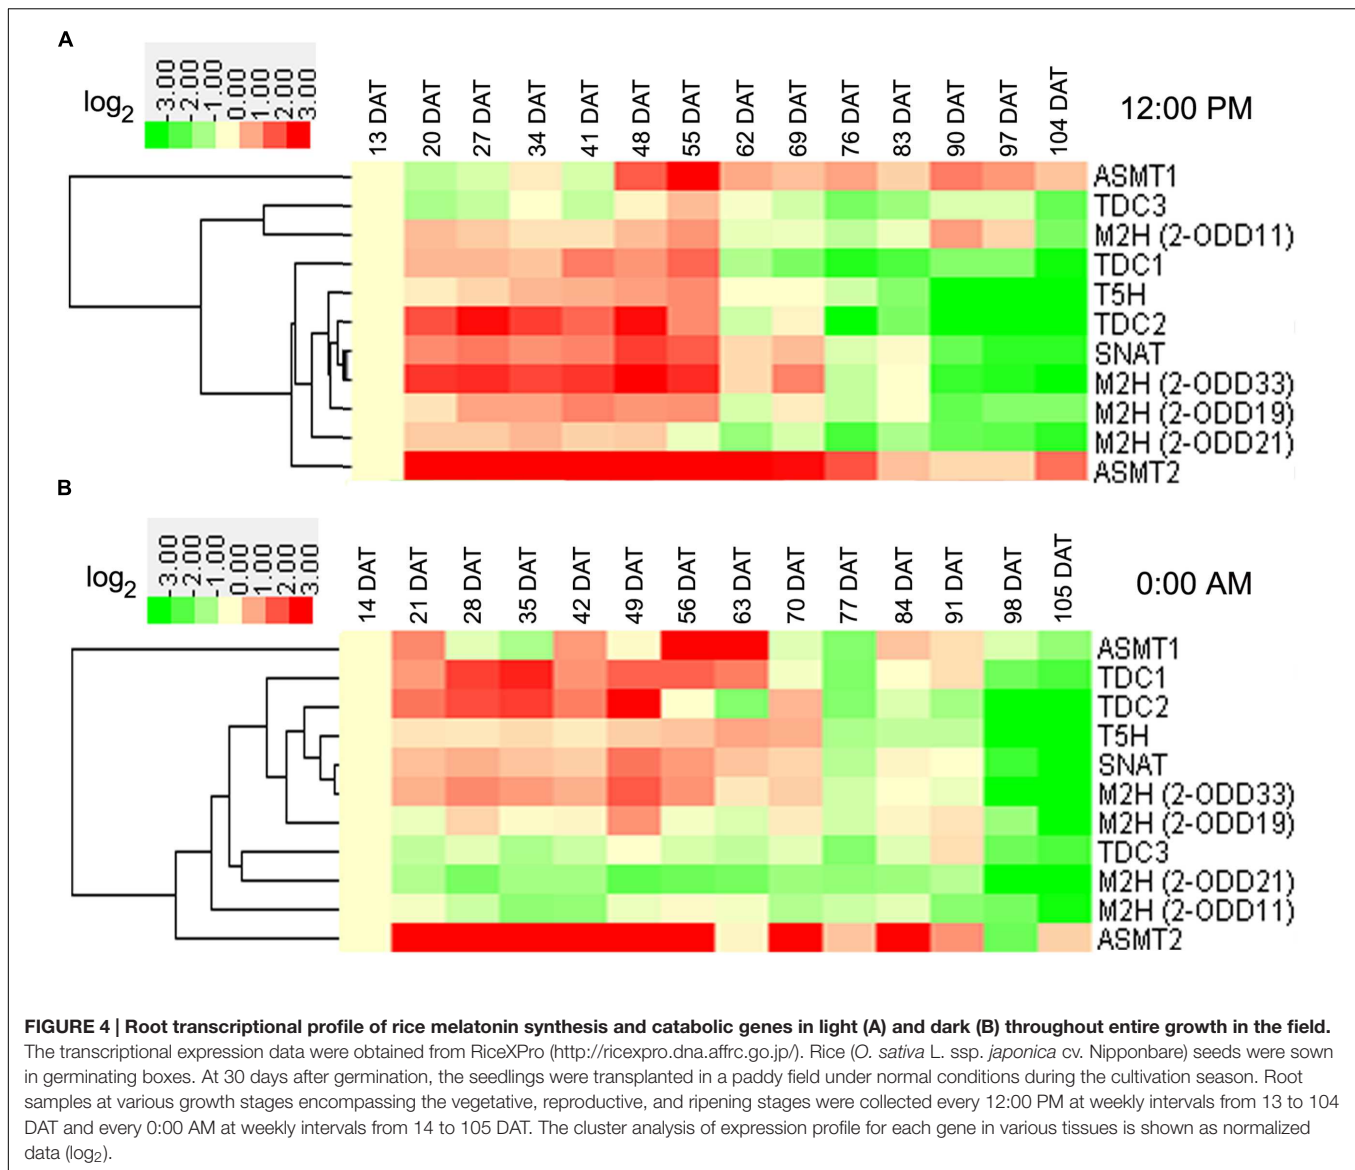 A
log2
-3.00 -2.00 -1.00 0.00 1.00 2.00 3.00
13 DAT 20 DAT 27 DAT 34 DAT 41 DAT 48 DAT 55 DAT 62 DAT 69 DAT 76 DAT 83 DAT 90 DAT 97 DAT 104 DAT
12:00 PM
ASMT1
TDC3
M2H (2-ODD11)
TDC1
T5H
TDC2
SNAT
M2H (2-ODD33)
M2H (2-ODD19)
M2H (2-ODD21)
ASMT2
B
log2
-3.00 -2.00 -1.00 0.00 1.00 2.00 3.00
14 DAT 21 DAT 28 DAT 35 DAT 42 DAT 49 DAT 56 DAT 63 DAT 70 DAT 77 DAT 84 DAT 91 DAT 98 DAT 105 DAT
0:00 AM
ASMT1
TDC1
TDC2
T5H
SNAT
M2H (2-ODD33)
M2H (2-ODD19)
TDC3
M2H (2-ODD21)
M2H (2-ODD11)
ASMT2
FIGURE 4 | Root transcriptional profile of rice melatonin synthesis and catabolic genes in light (A) and dark (B) throughout entire growth in the field.
The transcriptional expression data were obtained from RiceXPro (http://ricexpro.dna.affrc.go.jp/). Rice (O. sativa L. ssp. japonica cv. Nipponbare) seeds were sown
in germinating boxes. At 30 days after germination, the seedlings were transplanted in a paddy field under normal conditions during the cultivation season. Root
samples at various growth stages encompassing the vegetative, reproductive, and ripening stages were collected every 12:00 PM at weekly intervals from 13 to 104
DAT and every 0:00 AM at weekly intervals from 14 to 105 DAT. The cluster analysis of expression profile for each gene in various tissues is shown as normalized
data (log2).